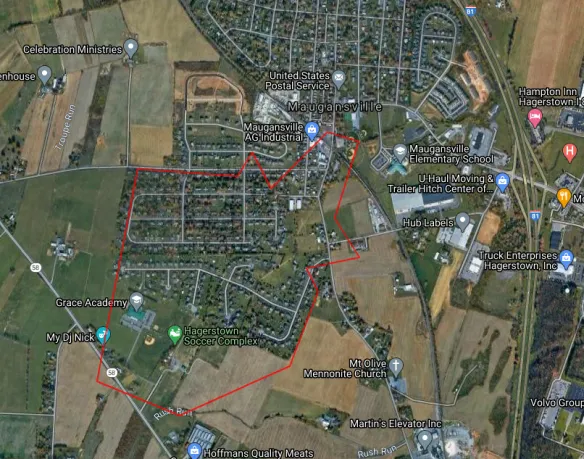 81
Celebration Ministries
enhouse
United States
Postal Service
Hampton Inn
Hagerstown I
Maugansville
Troupe Run
Maugansville
AG Industrial
H
Maugansville
Elementary School
U-Haul Moving &
Trailer Hitch Center of...
Mc
81
Hub Labels
58
Truck Enterprises
Hagerstown, Inc
Grace Academy
My Dj Nick
Hagerstown
Soccer Complex
58
Mt Olive
Mennonite Church
Volvo Group
Rush Run
Martin's Elevator Inc
Hoffmans Quality Meats
Rush Run